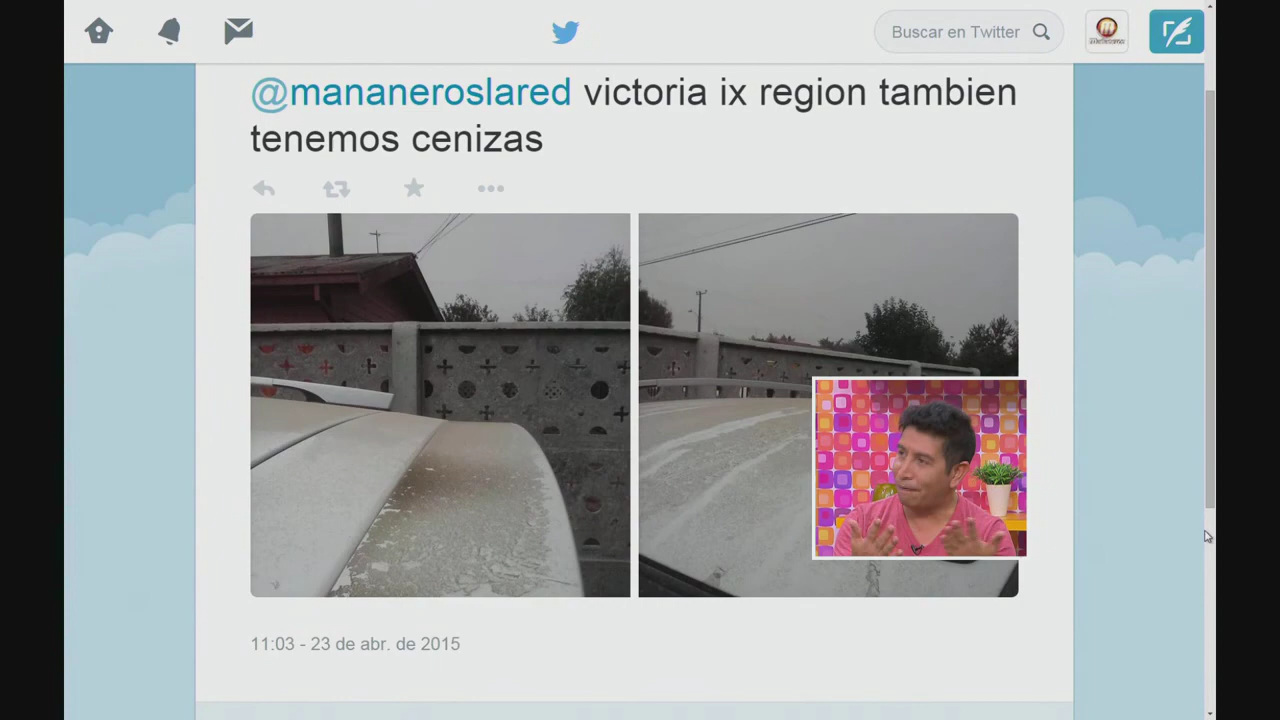 Buscar en Twitter
@mananeroslared victoria ix region tambien
tenemos cenizas
11:03 - 23 de abr. de 2015